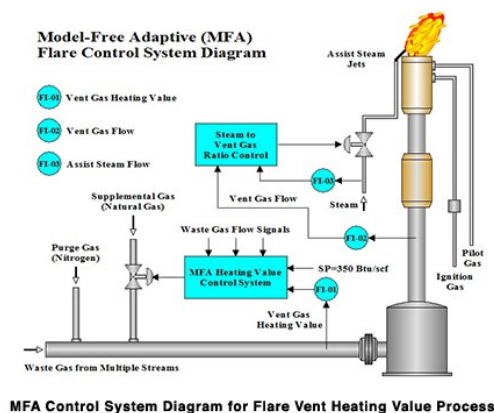 Model-Free Adaptive (MFA)
Flare Control System Diagram
Assist Steam
Jets
FI-01 Vent Gas Heating Value
FI-02 Vent Gas Flow
FI-03 Assist Steam Flow
Steam to
Vent Gas
Ratio Control
FI-03
Supplemental Gas
(Natural Gas)
Vent Gas Flow
Steam
Purge Gas
(Nitrogen)
Waste Gas Flow Signals
FI-02
Pilot
Gas
Ignition
Gas
MFA Heating Value
Control System
SP=350 Btu/scf
FI-01
Vent Gas
Heating Value
Waste Gas from Multiple Streams
MFA Control System Diagram for Flare Vent Heating Value Process